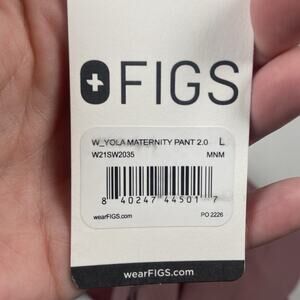 FIGS
W_YOLA MATERNITY PANT 2.0 L
W21SW2035 MNM
8 40247 44501 7
wearFIGS.com PO 2226
wearFIGS.com